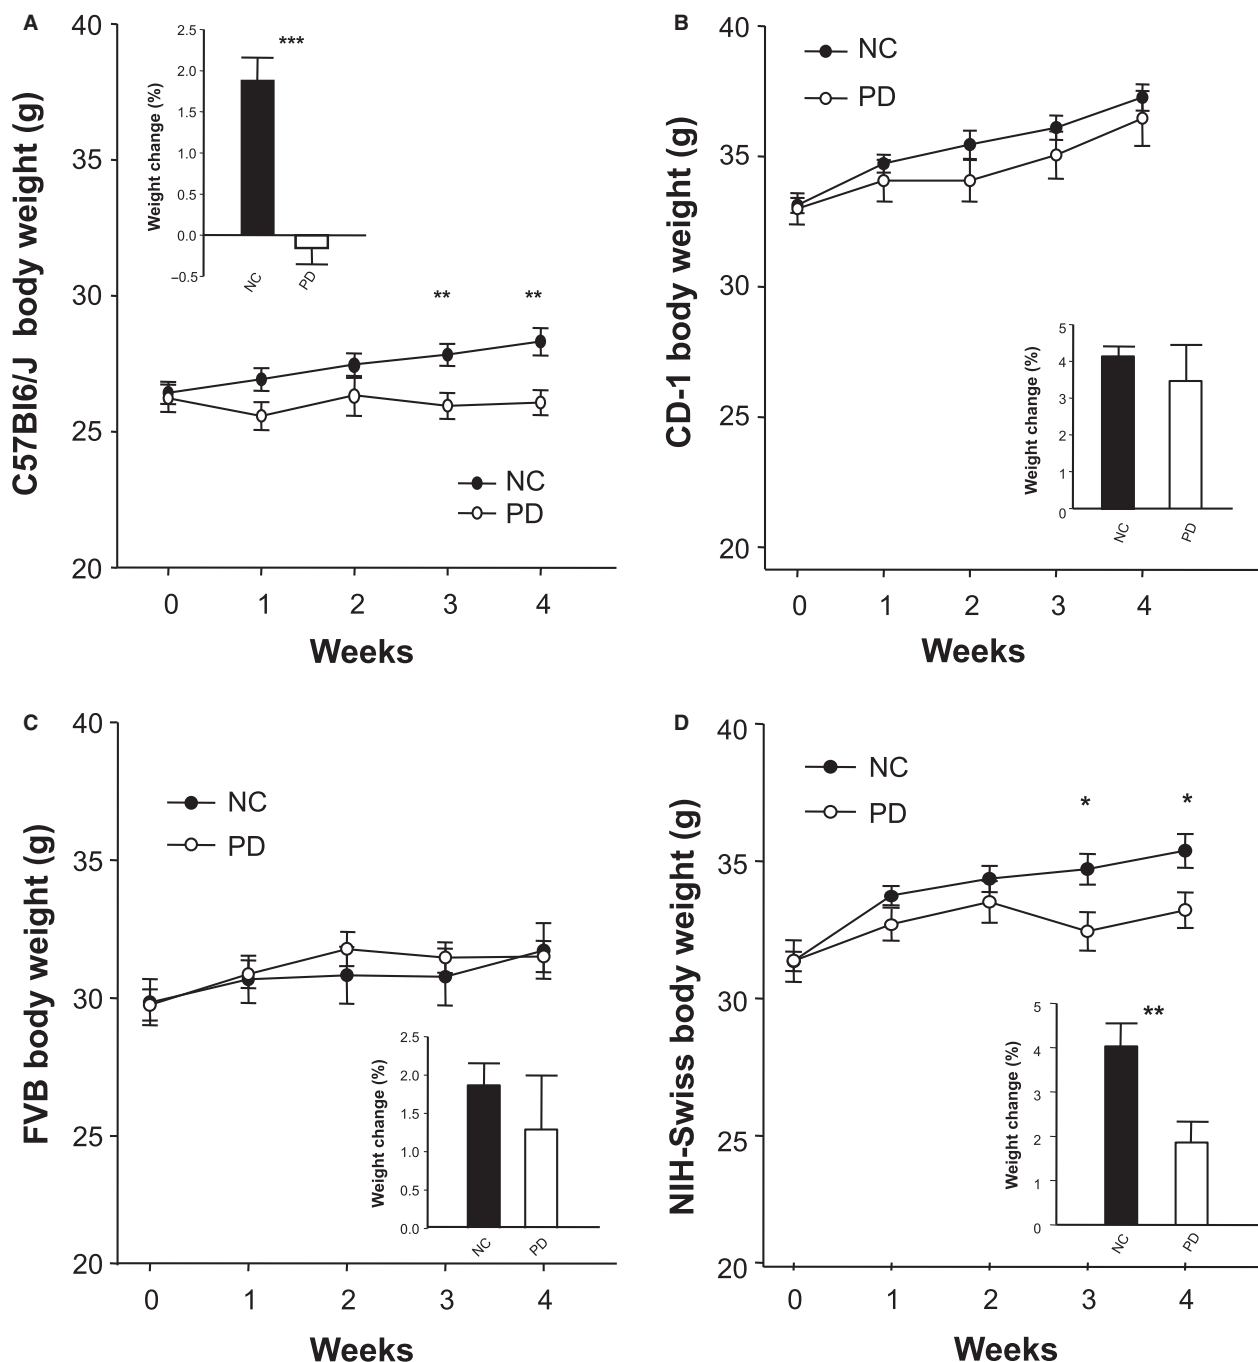 A
C57Bl6/J body weight (g)
40
35
30
25
20
Weight change (%)
2.5
2.0
1.5
1.0
0.5
0.0
–0.5
***
NC
PD
**
**
NC
PD
0 1 2 3 4
Weeks
B
CD-1 body weight (g)
40
35
30
25
20
NC
PD
Weight change (%)
5
4
3
2
1
0
NC
PD
0 1 2 3 4
Weeks
C
FVB body weight (g)
40
35
30
25
20
NC
PD
Weight change (%)
2.5
2.0
1.5
1.0
0.5
0.0
NC
PD
0 1 2 3 4
Weeks
D
NIH-Swiss body weight (g)
40
35
30
25
20
NC
PD
*
*
Weight change (%)
5
4
3
2
1
0
**
NC
PD
0 1 2 3 4
Weeks